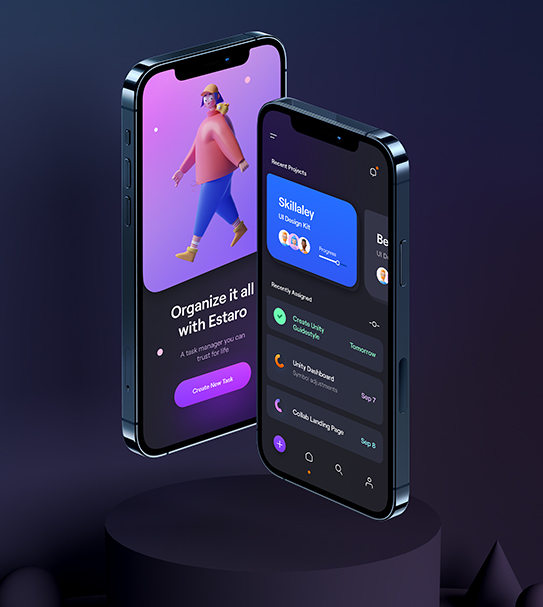 Organize it all
with Estaro
A task manager you can
trust for life
Create New Task
Recent Projects
Skillaley
UI Design Kit
Progress
Be
UI D
Recently Assigned
Create Unity
Guidestyle
Tomorrow
Unity Dashboard
Symbol adjustments
Sep 7
Collab Landing Page
Sep 8